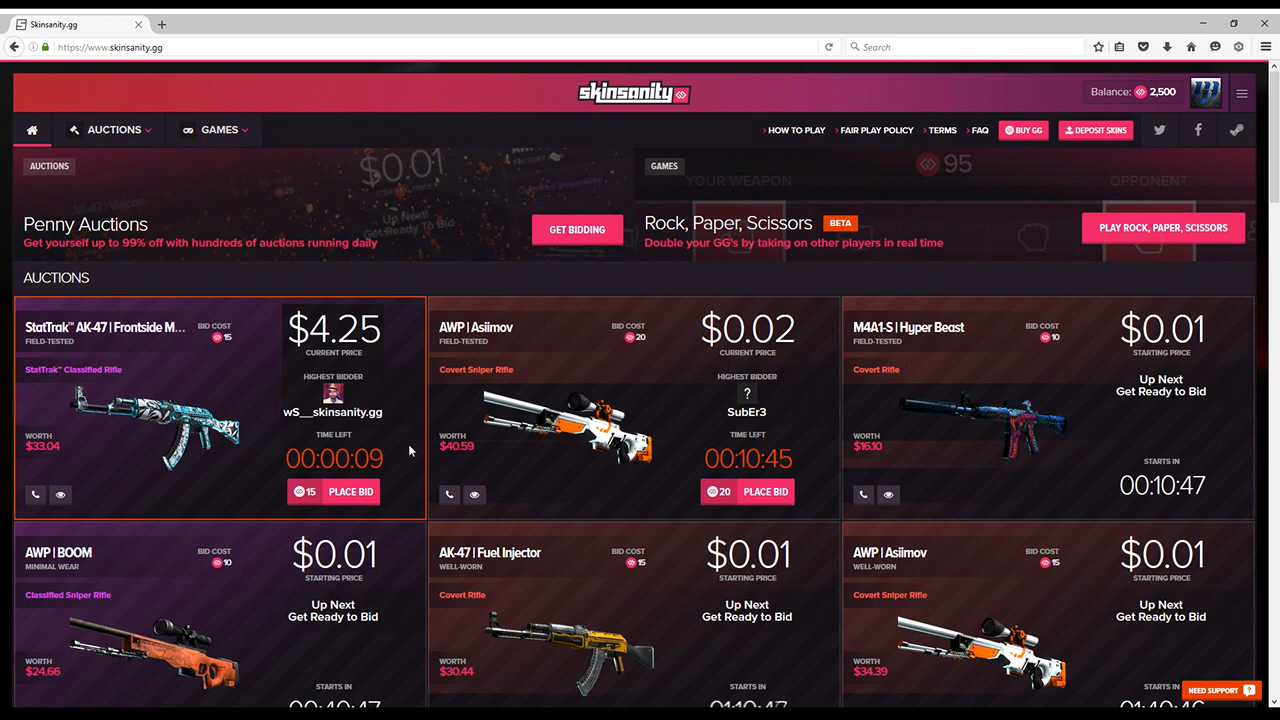 Skinsanity.gg
https://www.skinsanity.gg
Search
skinsanity
Balance: 2,500
AUCTIONS
GAMES
HOW TO PLAY
FAIR PLAY POLICY
TERMS
FAQ
BUY GG
DEPOSIT SKINS
AUCTIONS
$0.01
Up Next
Get Ready to Bid
GAMES
YOUR WEAPON
95
OPPONENT
Penny Auctions
Get yourself up to 99% off with hundreds of auctions running daily
GET BIDDING
Rock, Paper, Scissors BETA
Double your GG's by taking on other players in real time
PLAY ROCK, PAPER, SCISSORS
AUCTIONS
StatTrak™ AK-47 | Frontside M...
FIELD-TESTED
BID COST
15
$4.25
CURRENT PRICE
StatTrak™ Classified Rifle
HIGHEST BIDDER
wS__skinsanity.gg
WORTH
$33.04
TIME LEFT
00:00:09
15 PLACE BID
AWP | Asiimov
FIELD-TESTED
BID COST
20
$0.02
CURRENT PRICE
Covert Sniper Rifle
HIGHEST BIDDER
?
SubEr3
WORTH
$40.59
TIME LEFT
00:10:45
20 PLACE BID
M4A1-S | Hyper Beast
FIELD-TESTED
BID COST
10
$0.01
STARTING PRICE
Covert Rifle
Up Next
Get Ready to Bid
WORTH
$16.10
STARTS IN
00:10:47
AWP | BOOM
MINIMAL WEAR
BID COST
10
$0.01
STARTING PRICE
Classified Sniper Rifle
Up Next
Get Ready to Bid
WORTH
$24.66
STARTS IN
AK-47 | Fuel Injector
WELL-WORN
BID COST
15
$0.01
STARTING PRICE
Covert Rifle
Up Next
Get Ready to Bid
WORTH
$30.44
STARTS IN
AWP | Asiimov
WELL-WORN
BID COST
15
$0.01
STARTING PRICE
Covert Sniper Rifle
Up Next
Get Ready to Bid
WORTH
$34.39
STARTS IN
NEED SUPPORT ?